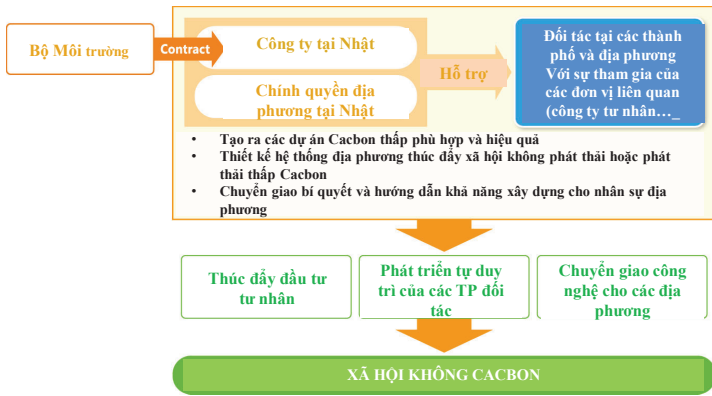 Bộ Môi trường
Contract
Công ty tại Nhật
Chính quyền địa
phương tại Nhật
Hỗ trợ
Đối tác tại các thành
phố và địa phương
Với sự tham gia của
các đơn vị liên quan
(công ty tư nhân…_
• Tạo ra các dự án Cacbon thấp phù hợp và hiệu quả
• Thiết kế hệ thống địa phương thúc đẩy xã hội không phát thải hoặc phát
thải thấp Cacbon
• Chuyển giao bí quyết và hướng dẫn khả năng xây dựng cho nhân sự địa
phương
Thúc đẩy đầu tư
tư nhân
Phát triển tự duy
trì của các TP đối
tác
Chuyển giao công
nghệ cho các địa
phương
XÃ HỘI KHÔNG CACBON